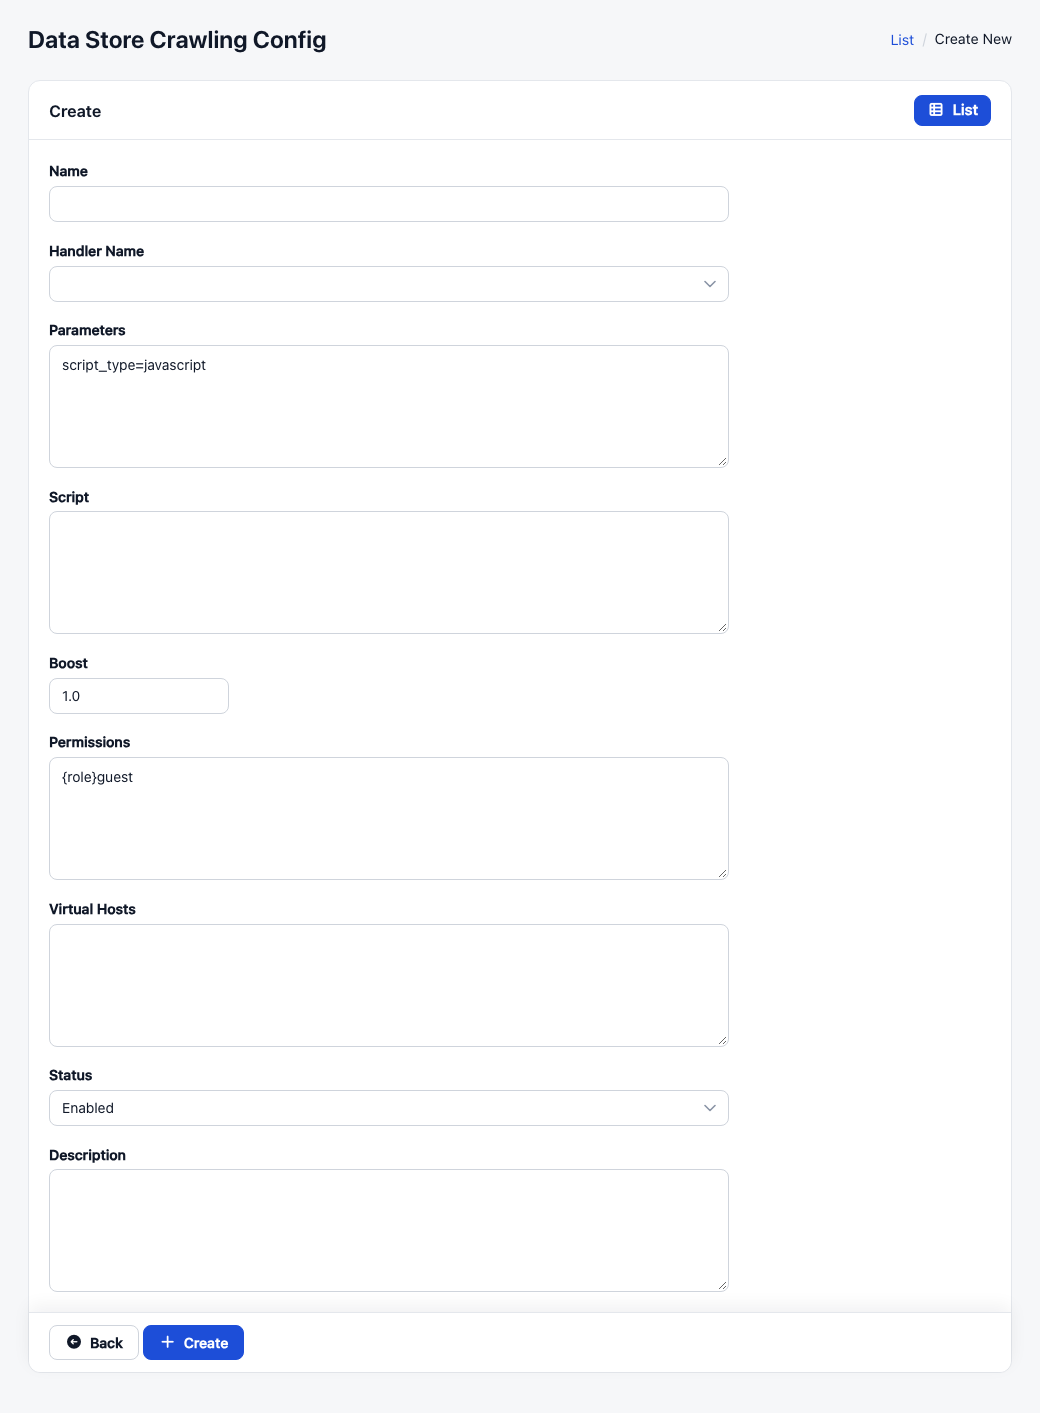 Data Store Crawling Config
List / Create New
Create
List
Name
Handler Name
Parameters
script_type=javascript
Script
Boost
1.0
Permissions
{role}guest
Virtual Hosts
Status
Enabled
Description
Back
Create